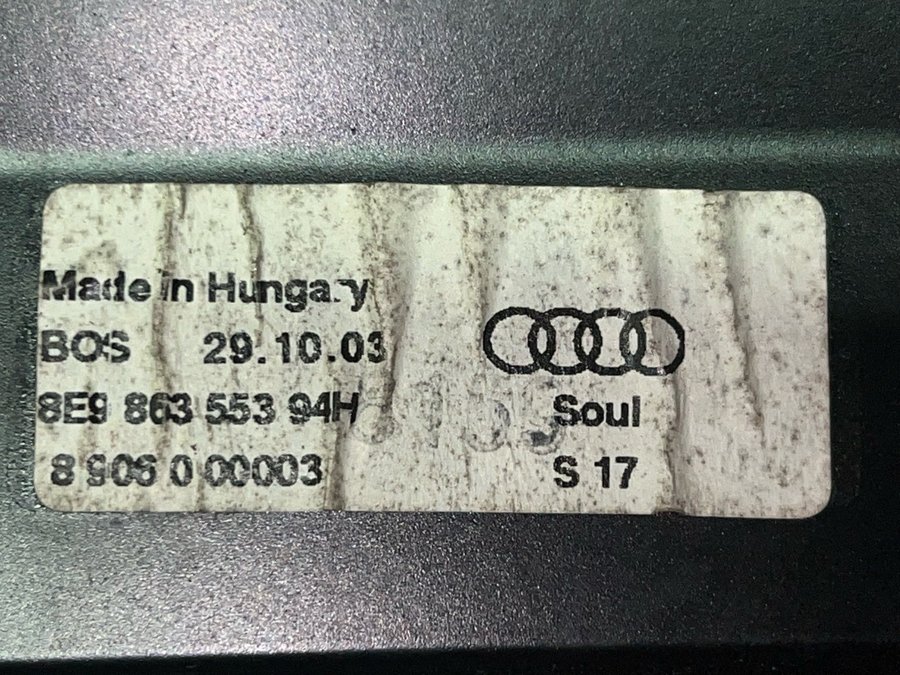 Made in Hungary
BOS 29.10.03
8E9 863 553 94H
Soul
8 906 0 00003
S 17